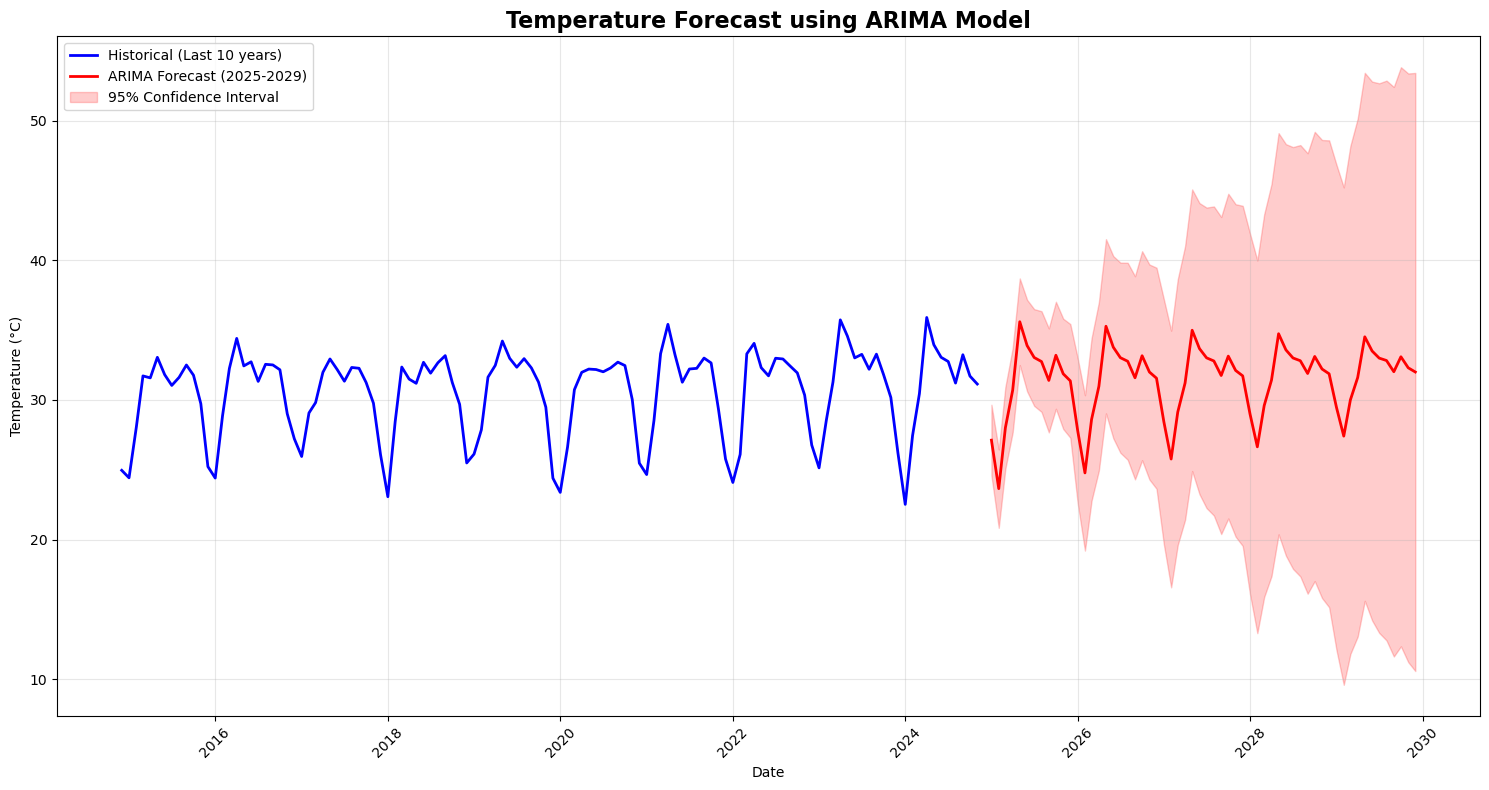 Temperature Forecast using ARIMA Model
Historical (Last 10 years)
ARIMA Forecast (2025-2029)
95% Confidence Interval
Temperature (°C)
50
40
30
20
10
2016
2018
2020
2022
2024
2026
2028
2030
Date